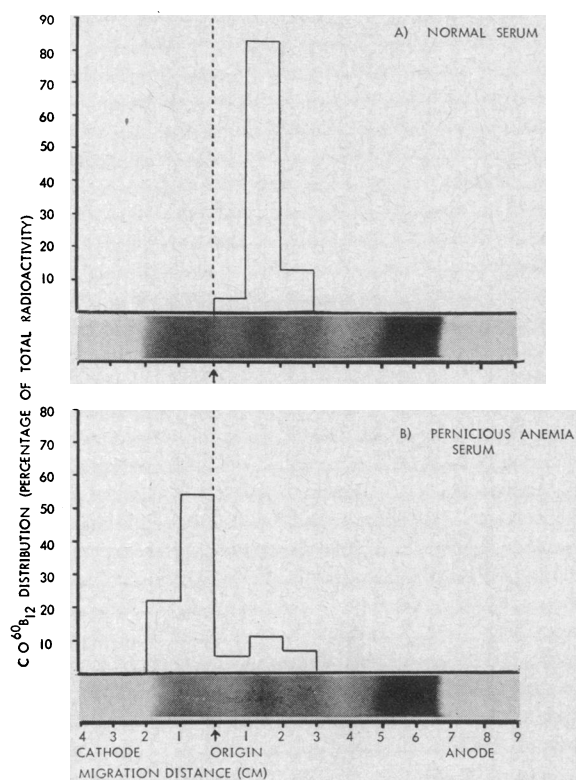 90
80
70
60
50
40
30
20
10
A) NORMAL SERUM
CO60B12 DISTRIBUTION (PERCENTAGE OF TOTAL RADIOACTIVITY)
80
70
60
50
40
30
20
10
B) PERNICIOUS ANEMIA
SERUM
4 3 2 1 1 2 3 4 5 6 7 8 9
CATHODE ORIGIN ANODE
MIGRATION DISTANCE (CM)